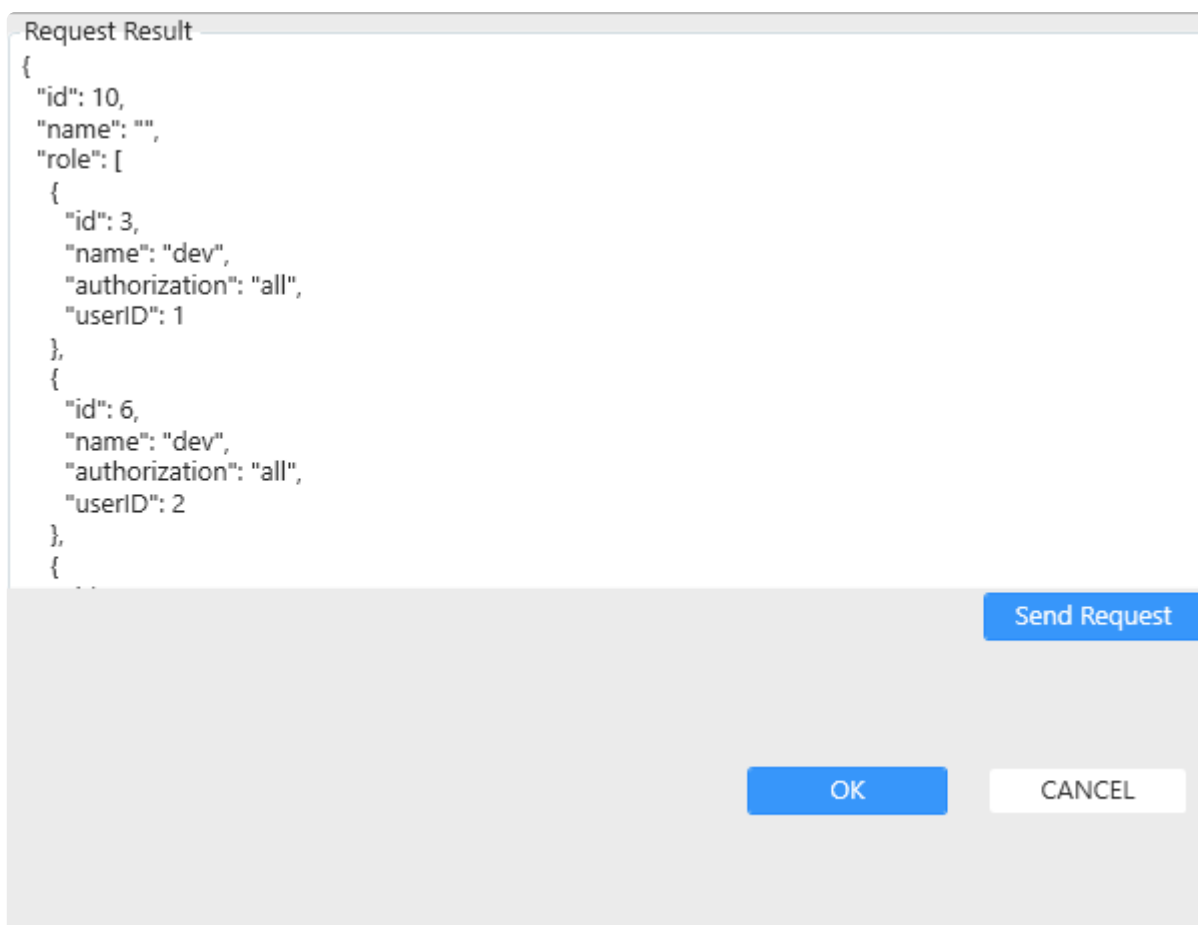 Request Result
{
"id": 10,
"name": "",
"role": [
{
"id": 3,
"name": "dev",
"authorization": "all",
"userID": 1
},
{
"id": 6,
"name": "dev",
"authorization": "all",
"userID": 2
},
{
Send Request
OK
CANCEL